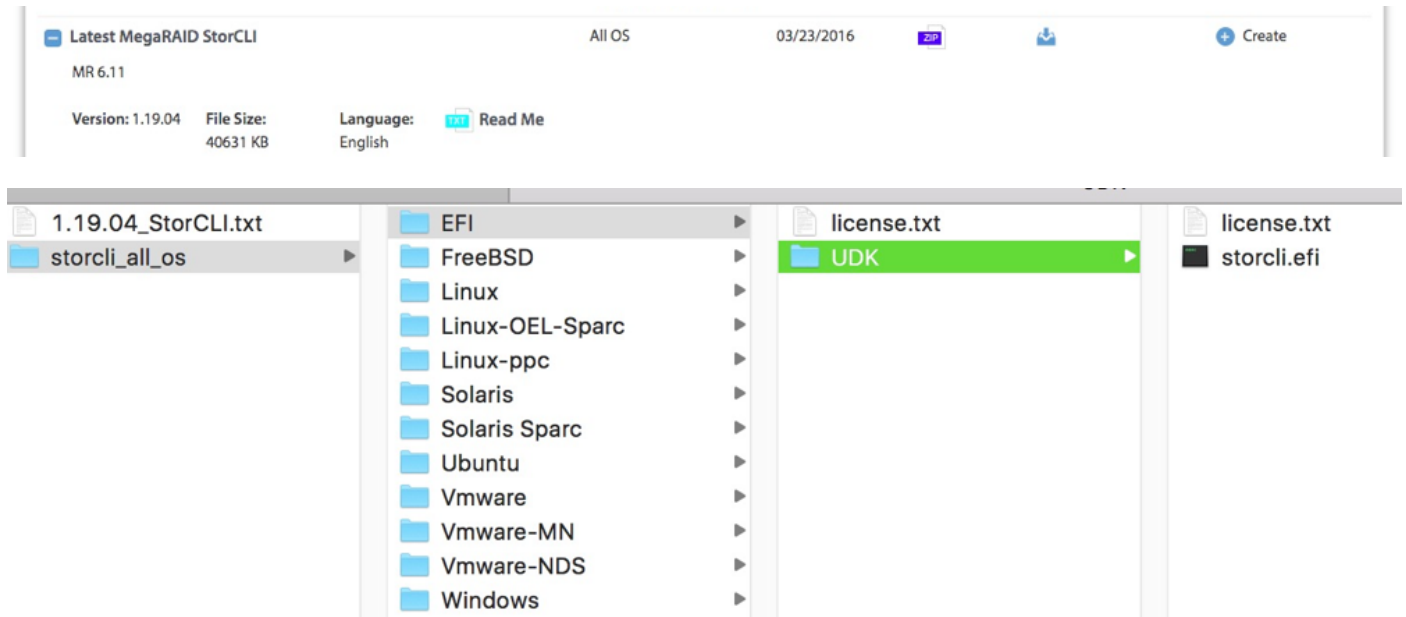 Latest MegaRAID StorCLI All OS 03/23/2016 ZIP Create
MR 6.11
Version: 1.19.04 File Size: Language: TXT Read Me
40631 KB English
1.19.04_StorCLI.txt EFI license.txt license.txt
storcli_all_os FreeBSD UDK storcli.efi
Linux
Linux-OEL-Sparc
Linux-ppc
Solaris
Solaris Sparc
Ubuntu
Vmware
Vmware-MN
Vmware-NDS
Windows